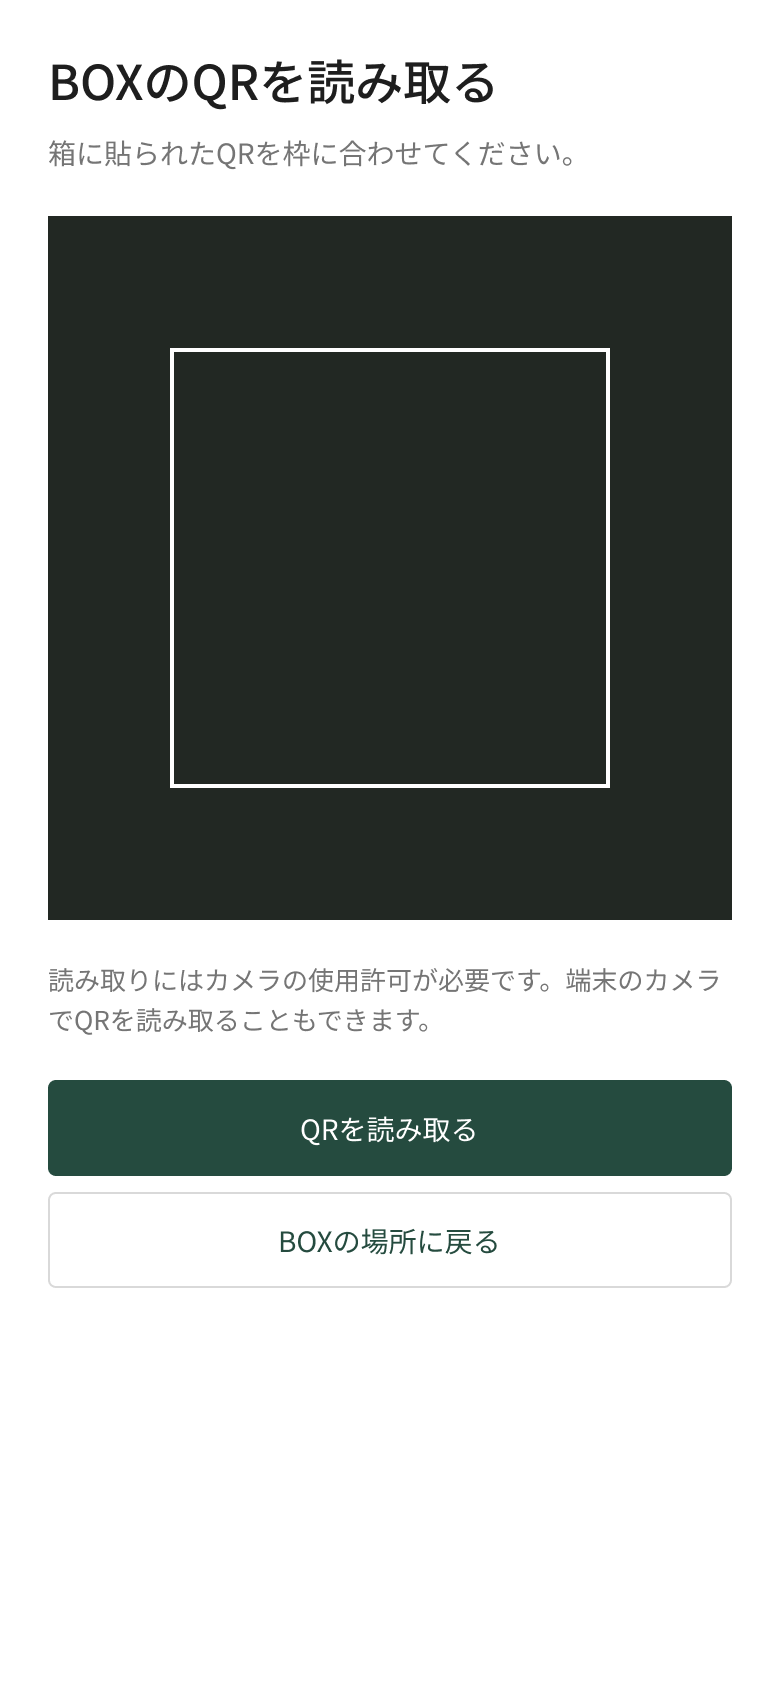 BOXのQRを読み取る
箱に貼られたQRを枠に合わせてください。
読み取りにはカメラの使用許可が必要です。端末のカメラ
でQRを読み取ることもできます。
QRを読み取る
BOXの場所に戻る